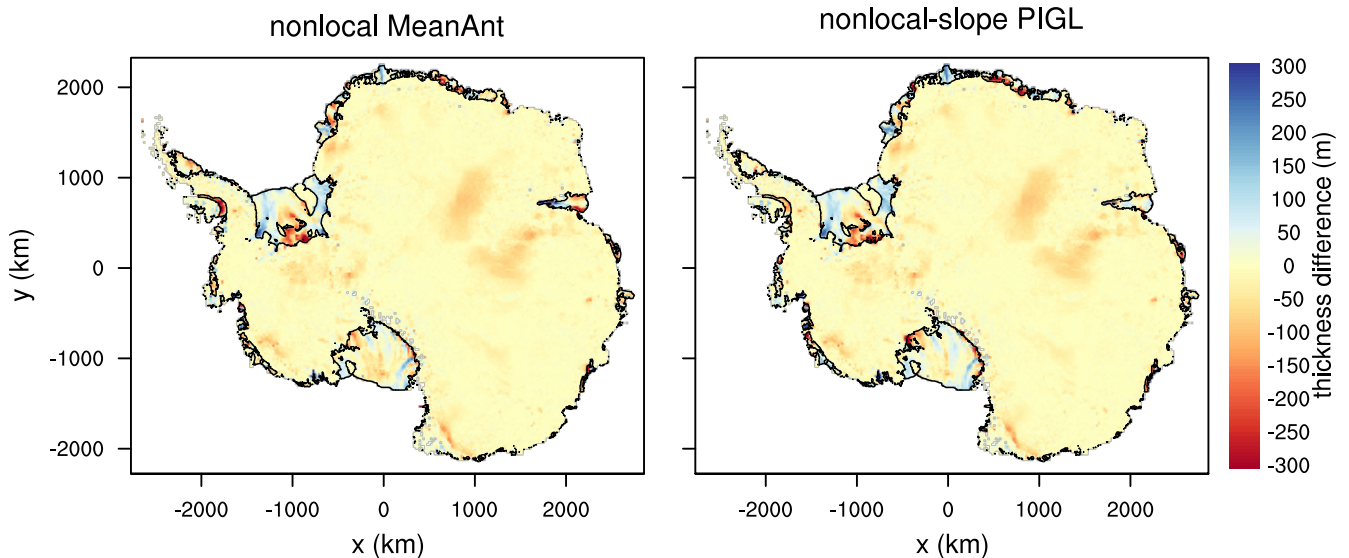 nonlocal MeanAnt
nonlocal-slope PIGL
2000
1000
0
-1000
-2000
y (km)
-2000 -1000 0 1000 2000
x (km)
-2000 -1000 0 1000 2000
x (km)
300
250
200
150
100
50
0
-50
-100
-150
-200
-250
-300
thickness difference (m)